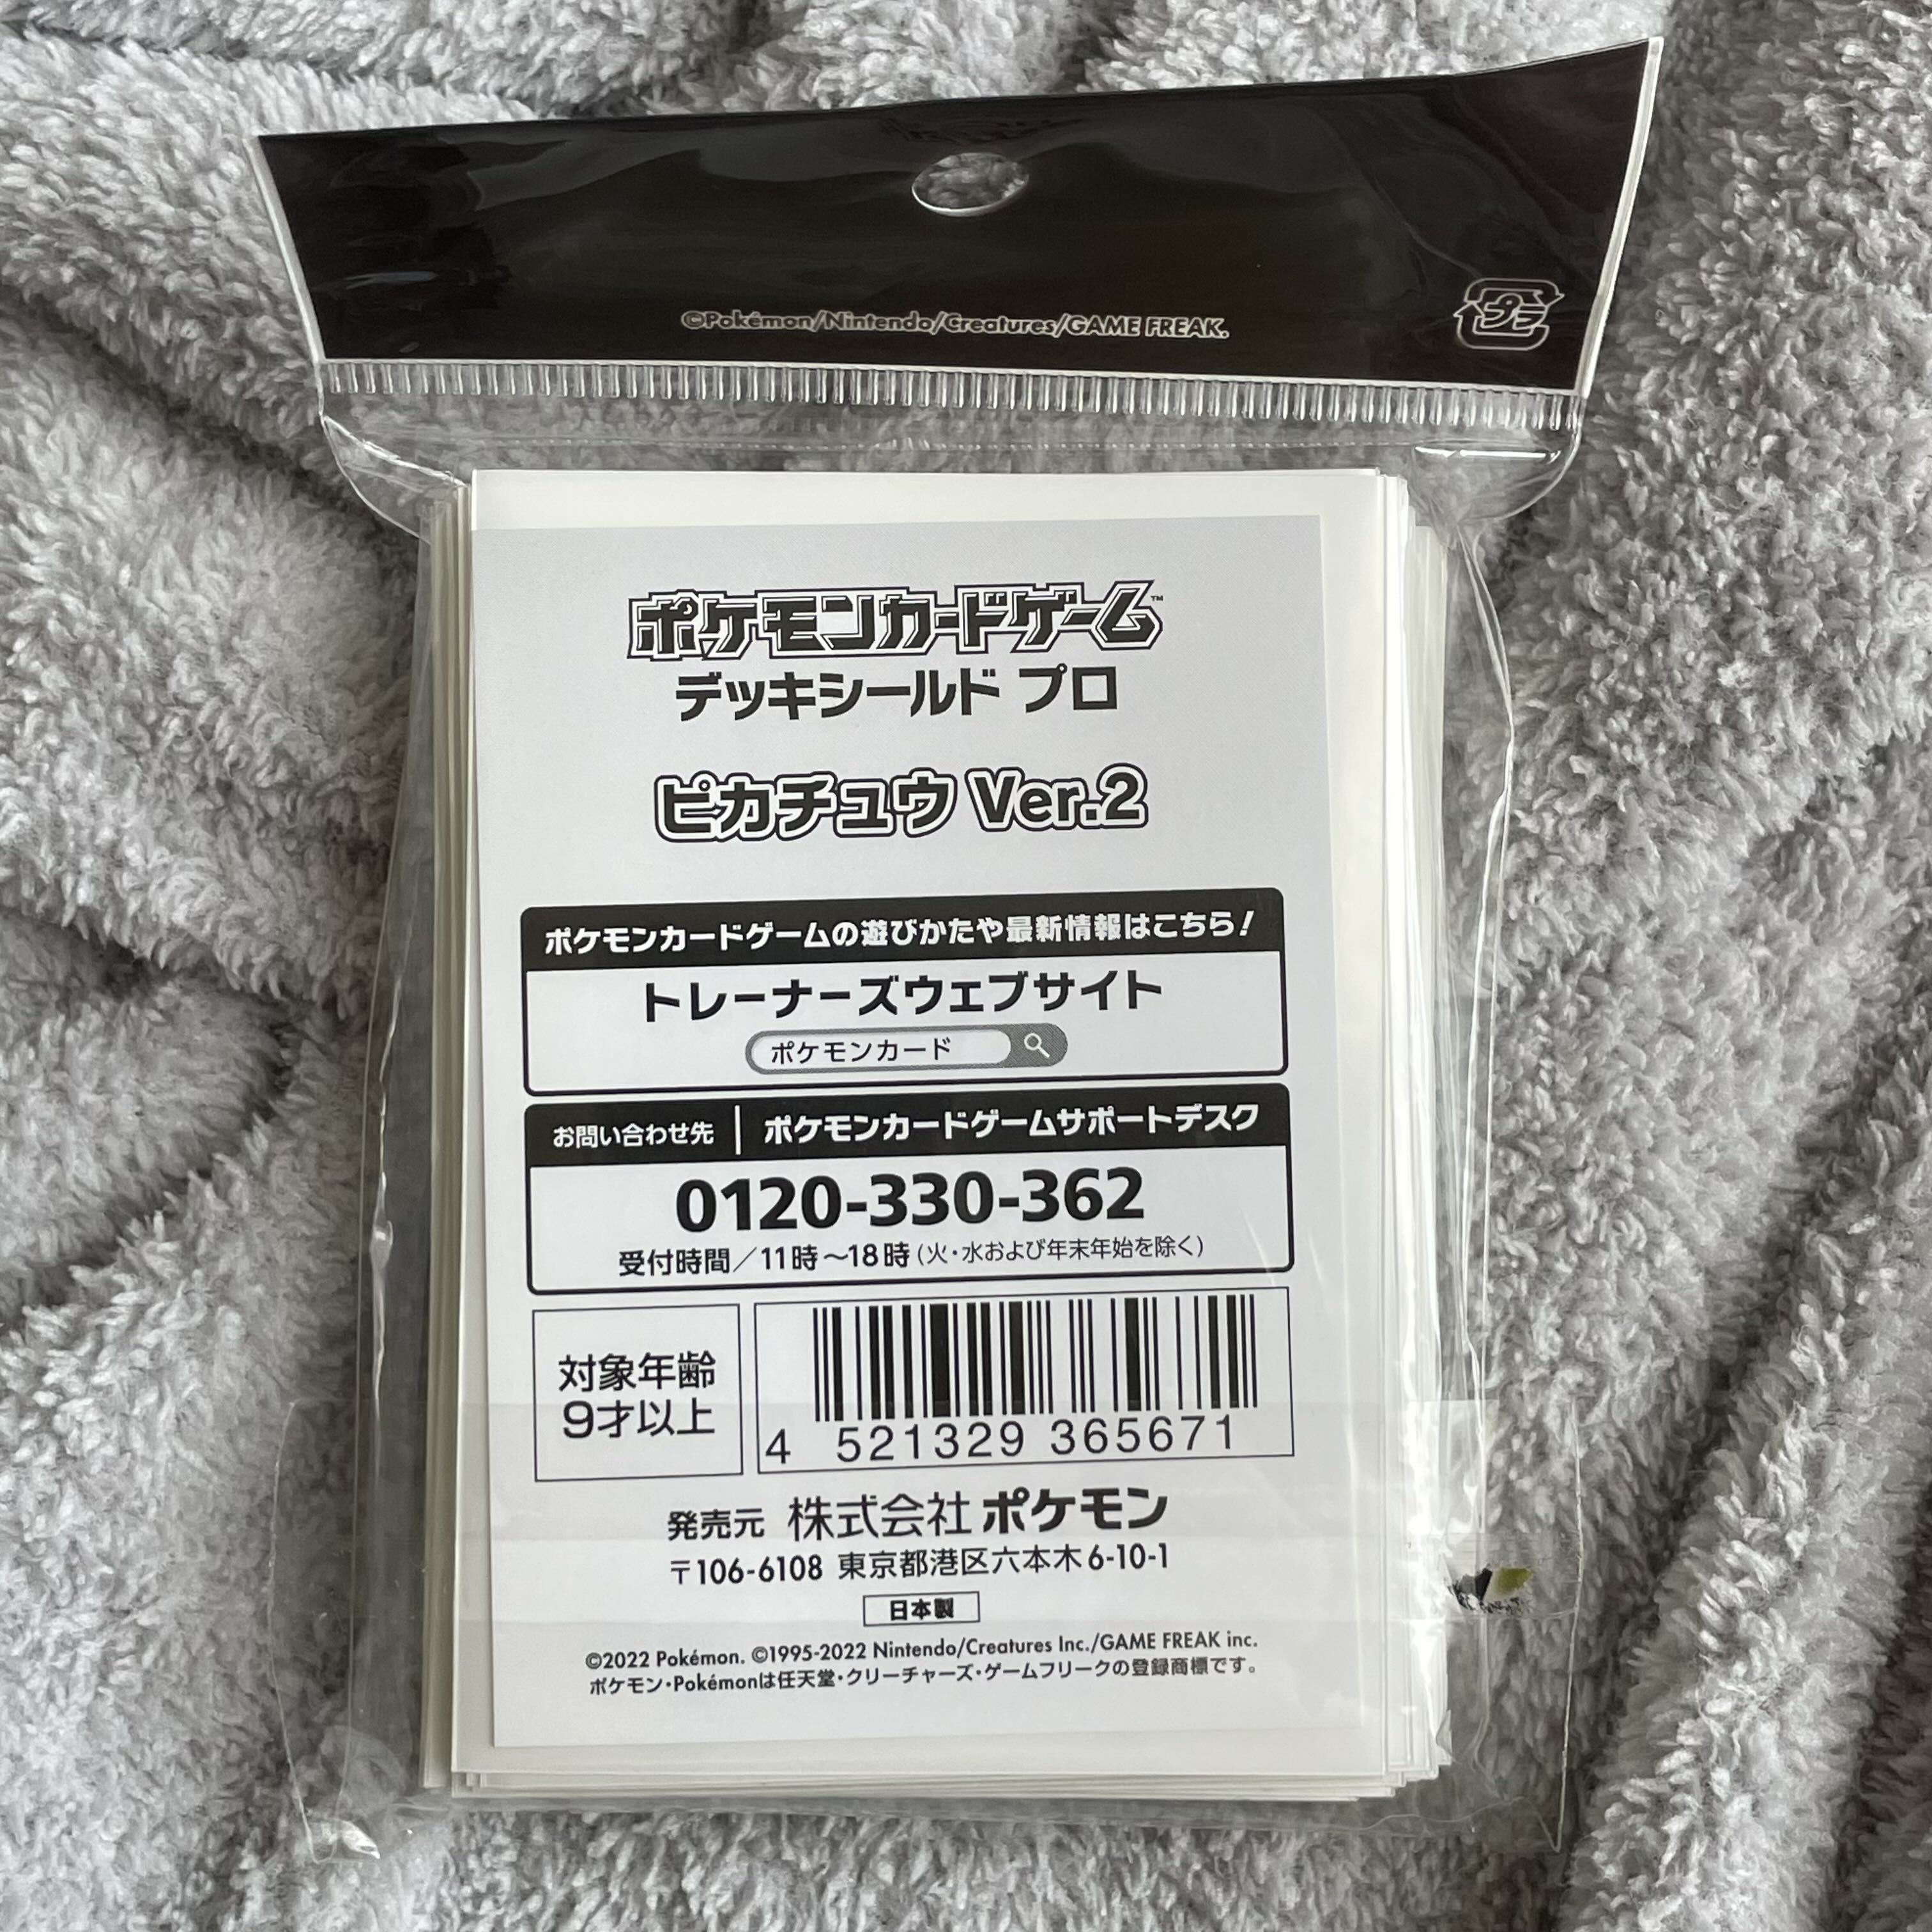 ©Pokémon/Nintendo/Creatures/GAME FREAK.
プラ
ポケモンカードゲーム™
デッキシールド プロ
ピカチュウ Ver.2
ポケモンカードゲームの遊びかたや最新情報はこちら!
トレーナーズウェブサイト
ポケモンカード
お問い合わせ先 ポケモンカードゲームサポートデスク
0120-330-362
受付時間/11時～18時(火・水および年末年始を除く)
対象年齢
9才以上
4 521329 365671
発売元 株式会社ポケモン
〒106-6108 東京都港区六本木6-10-1
日本製
©2022 Pokémon. ©1995-2022 Nintendo/Creatures Inc./GAME FREAK inc.
ポケモン・Pokémonは任天堂・クリーチャーズ・ゲームフリークの登録商標です。